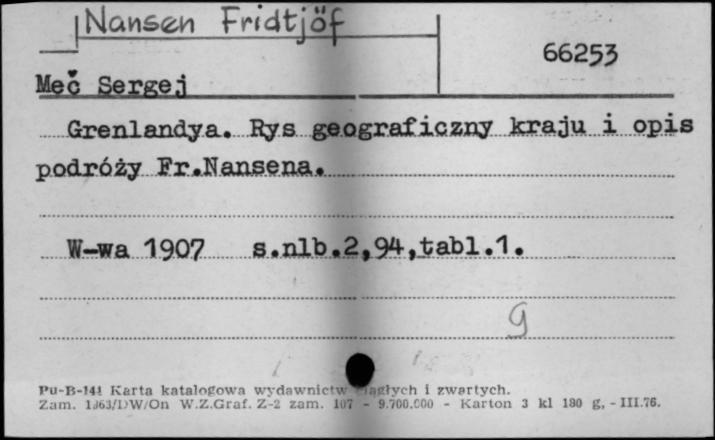 Nansen Fridtjöf
66253
Meč Sergej
Grenlandya. Rys geograficzny kraju i opis
podróży Fr.Nansena.
W-wa 1907 s.nlb.2,94,tabl.1.
g
Pu-B-141 Karta katalogowa wydawnictw ciągłych i zwartych.
Zam. 1363/DW/On W.Z.Graf. Z-2 zam. 107 - 9.700.000 - Karton 3 kl 180 g, - III.76.